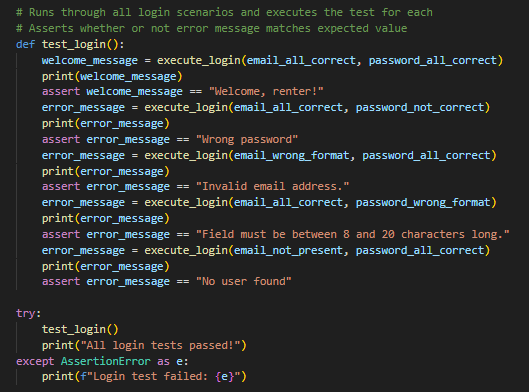 # Runs through all login scenarios and executes the test for each
# Asserts whether or not error message matches expected value
def test_login():
    welcome_message = execute_login(email_all_correct, password_all_correct)
    print(welcome_message)
    assert welcome_message == "Welcome, renter!"
    error_message = execute_login(email_all_correct, password_not_correct)
    print(error_message)
    assert error_message == "Wrong password"
    error_message = execute_login(email_wrong_format, password_all_correct)
    print(error_message)
    assert error_message == "Invalid email address."
    error_message = execute_login(email_all_correct, password_wrong_format)
    print(error_message)
    assert error_message == "Field must be between 8 and 20 characters long."
    error_message = execute_login(email_not_present, password_all_correct)
    print(error_message)
    assert error_message == "No user found"

try:
    test_login()
    print("All login tests passed!")
except AssertionError as e:
    print(f"Login test failed: {e}")